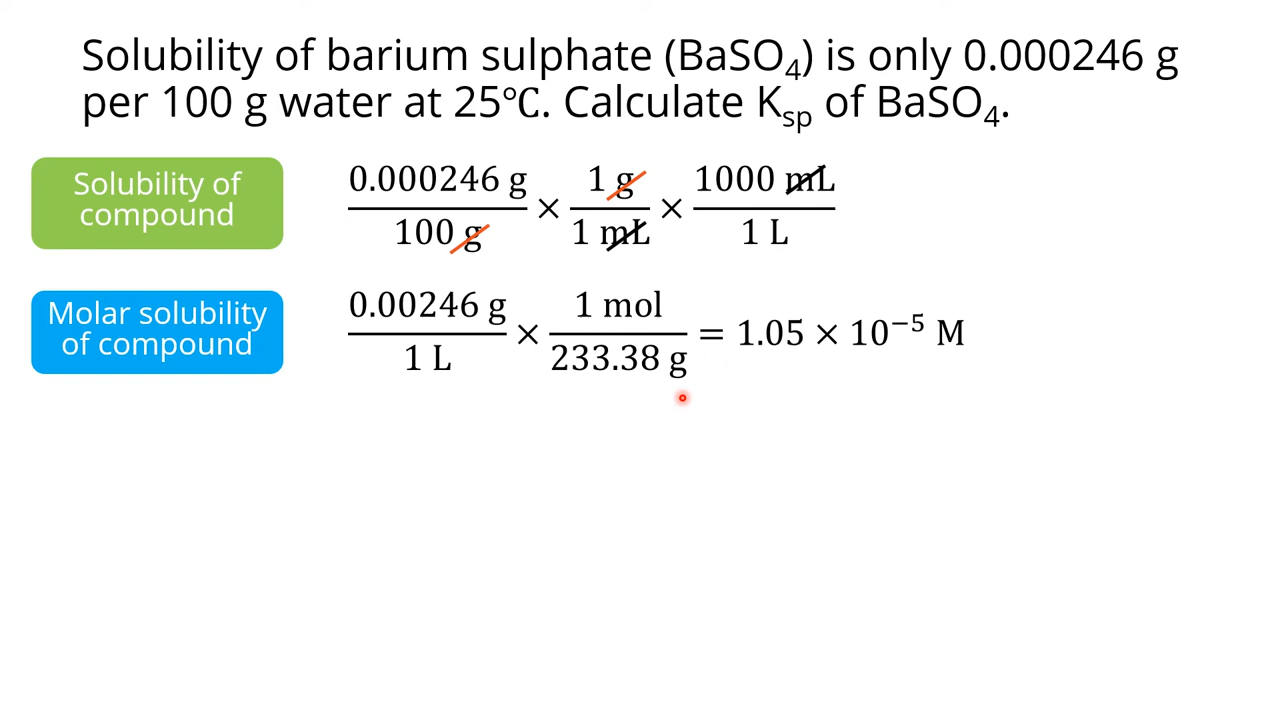 Solubility of barium sulphate (BaSO₄) is only 0.000246 g
per 100 g water at 25℃. Calculate Kₛₚ of BaSO₄.
Solubility of
compound
0.000246 g / 100 g × 1 g / 1 mL × 1000 mL / 1 L
Molar solubility
of compound
0.00246 g / 1 L × 1 mol / 233.38 g = 1.05 × 10⁻⁵ M